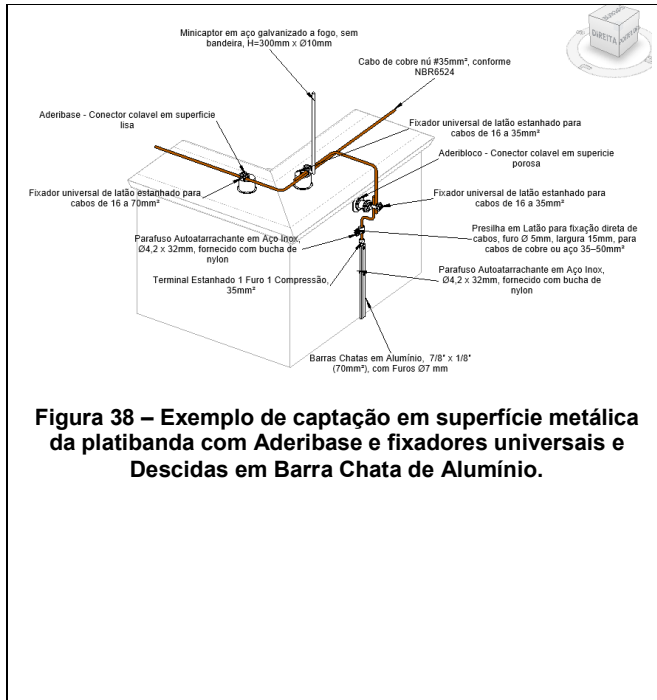 Minicaptor em aço galvanizado a fogo, sem
bandeira, H=300mm x Ø10mm
DIREITA
Cabo de cobre nú #35mm², conforme
NBR6524
Aderibase - Conector colavel em superficie
lisa
Fixador universal de latão estanhado para
cabos de 16 a 35mm²
Aderibloco - Conector colavel em supericie
porosa
Fixador universal de latão estanhado para
cabos de 16 a 70mm²
Fixador universal de latão estanhado para
cabos de 16 a 35mm²
Parafuso Autoatarrachante em Aço Inox,
Ø4,2 x 32mm, fornecido com bucha de
nylon
Presilha em Latão para fixação direta de
cabos, furo Ø 5mm, largura 15mm, para
cabos de cobre ou aço 35–50mm²
Terminal Estanhado 1 Furo 1 Compressão,
35mm²
Parafuso Autoatarrachante em Aço Inox,
Ø4,2 x 32mm, fornecido com bucha de
nylon
Barras Chatas em Alumínio, 7/8" x 1/8"
(70mm²), com Furos Ø7 mm
Figura 38 – Exemplo de captação em superfície metálica
da platibanda com Aderibase e fixadores universais e
Descidas em Barra Chata de Alumínio.